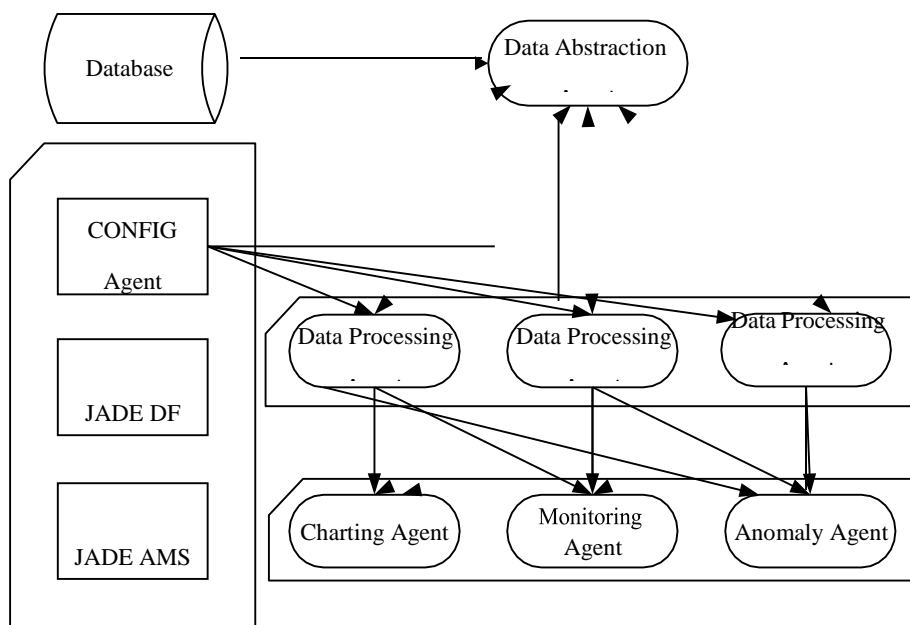 Database
Data Abstraction
CONFIG
Agent
JADE DF
JADE AMS
Data Processing
Data Processing
Data Processing
Charting Agent
Monitoring
Agent
Anomaly Agent